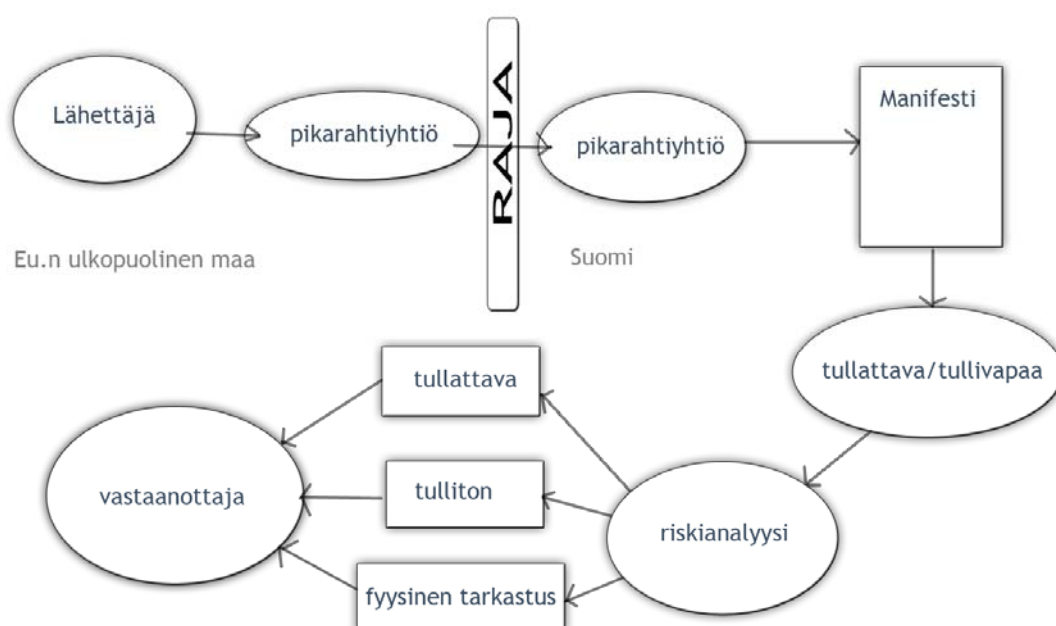 Lähettäjä
pikarahtiyhtiö
RAJA
pikarahtiyhtiö
Manifesti
Eu.n ulkopuolinen maa
Suomi
tullattava/tullivapaa
riskianalyysi
tullattava
tulliton
fyysinen tarkastus
vastaanottaja